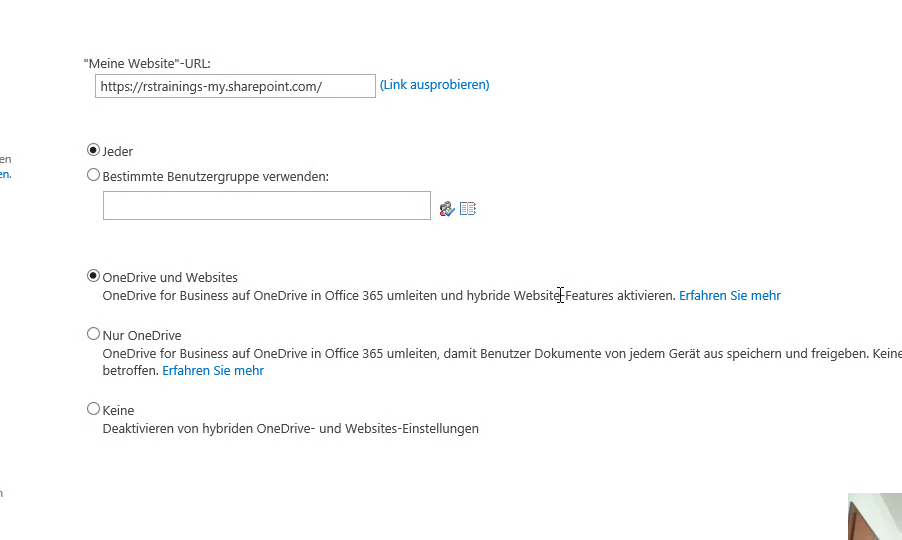 "Meine Website"-URL:
https://rstrainings-my.sharepoint.com/ (Link ausprobieren)
Jeder
en
Bestimmte Benutzergruppe verwenden:
en.
OneDrive und Websites
OneDrive for Business auf OneDrive in Office 365 umleiten und hybride Website-Features aktivieren. Erfahren Sie mehr
Nur OneDrive
OneDrive for Business auf OneDrive in Office 365 umleiten, damit Benutzer Dokumente von jedem Gerät aus speichern und freigeben. Keine
betroffen. Erfahren Sie mehr
Keine
Deaktivieren von hybriden OneDrive- und Websites-Einstellungen
n